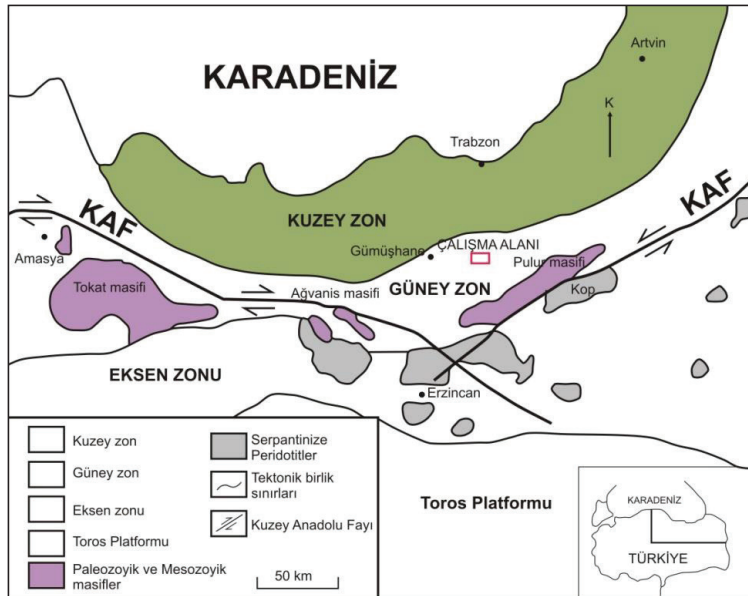 KARADENİZ
Artvin
K
Trabzon
KAF
KAF
KUZEY ZON
Gümüşhane
ÇALIŞMA ALANI
Amasya
Pulur masifi
Tokat masifi
Ağvanis masifi
GÜNEY ZON
Kop
EKSEN ZONU
Erzincan
Toros Platformu
Kuzey zon
Güney zon
Eksen zonu
Toros Platformu
Paleozoyik ve Mesozoyik
masifler
Serpantinize
Peridotitler
Tektonik birlik
sınırları
Kuzey Anadolu Fayı
50 km
KARADENİZ
TÜRKİYE